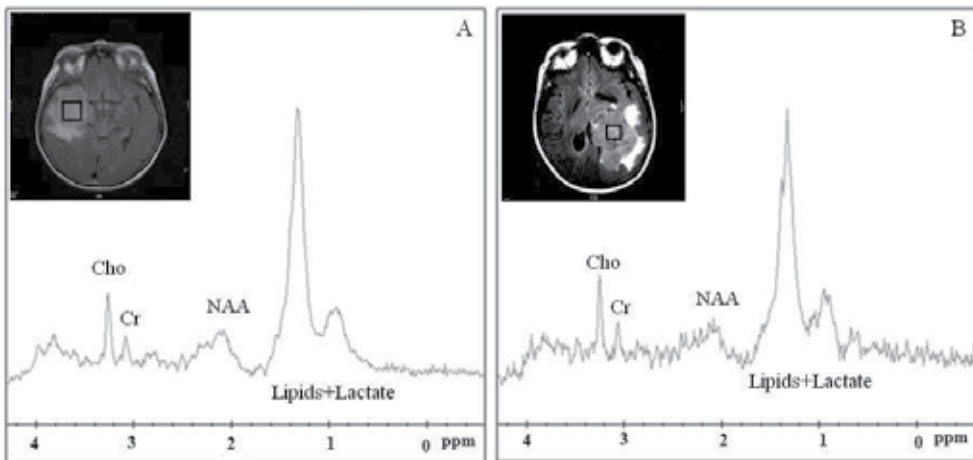 A
Cho
Cr
NAA
Lipids+Lactate
4 3 2 1 0 ppm
B
Cho
Cr
NAA
Lipids+Lactate
4 3 2 1 0 ppm